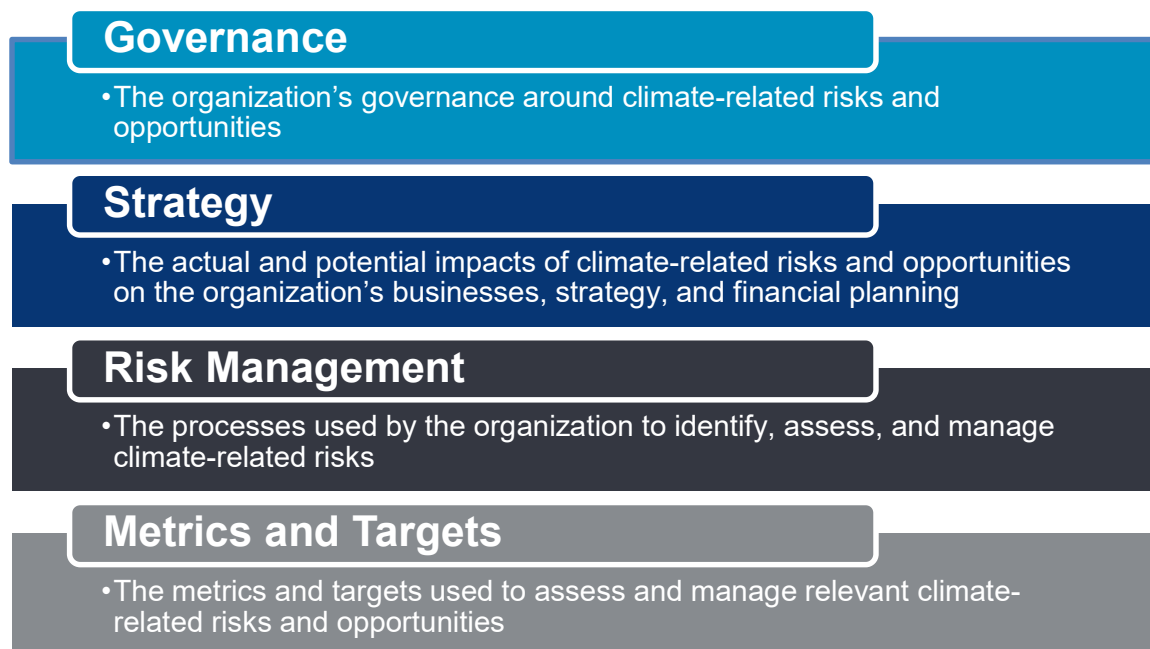 Governance
•The organization’s governance around climate-related risks and
opportunities
Strategy
•The actual and potential impacts of climate-related risks and opportunities
on the organization’s businesses, strategy, and financial planning
Risk Management
•The processes used by the organization to identify, assess, and manage
climate-related risks
Metrics and Targets
•The metrics and targets used to assess and manage relevant climate-
related risks and opportunities